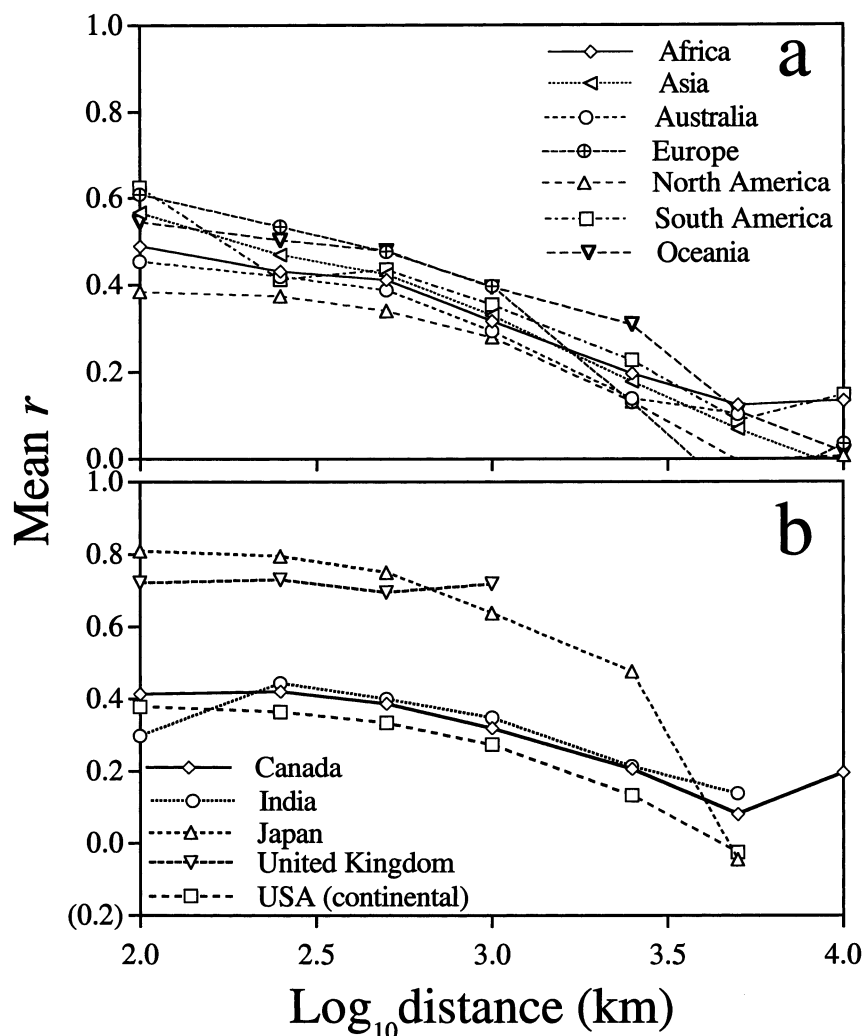 1.0
a
Africa
Asia
0.8
Australia
Europe
0.6
North America
South America
Oceania
0.4
0.2
0.0
Mean r
1.0
b
0.8
0.6
0.4
0.2
Canada
India
0.0
Japan
United Kingdom
USA (continental)
(0.2)
2.0 2.5 3.0 3.5 4.0
Log₁₀distance (km)